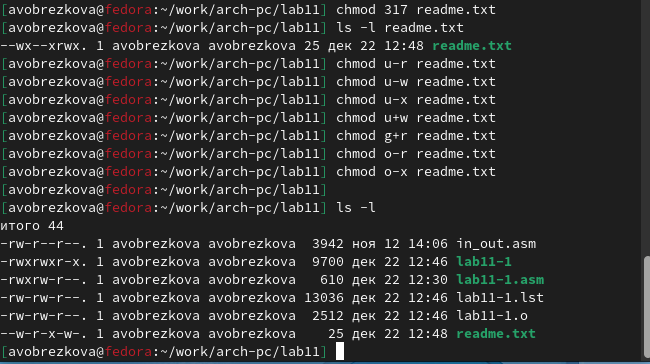 [avobrezkova@fedora:~/work/arch-pc/lab11] chmod 317 readme.txt
[avobrezkova@fedora:~/work/arch-pc/lab11] ls -l readme.txt
--wx--xrwx. 1 avobrezkova avobrezkova 25 дек 22 12:48 readme.txt
[avobrezkova@fedora:~/work/arch-pc/lab11] chmod u-r readme.txt
[avobrezkova@fedora:~/work/arch-pc/lab11] chmod u-w readme.txt
[avobrezkova@fedora:~/work/arch-pc/lab11] chmod u-x readme.txt
[avobrezkova@fedora:~/work/arch-pc/lab11] chmod u+w readme.txt
[avobrezkova@fedora:~/work/arch-pc/lab11] chmod g+r readme.txt
[avobrezkova@fedora:~/work/arch-pc/lab11] chmod o-r readme.txt
[avobrezkova@fedora:~/work/arch-pc/lab11] chmod o-x readme.txt
[avobrezkova@fedora:~/work/arch-pc/lab11]
[avobrezkova@fedora:~/work/arch-pc/lab11] ls -l
итого 44
-rw-r--r--. 1 avobrezkova avobrezkova  3942 ноя 12 14:06 in_out.asm
-rwxrwxr-x. 1 avobrezkova avobrezkova  9700 дек 22 12:46 lab11-1
-rwxrw-r--. 1 avobrezkova avobrezkova   610 дек 22 12:30 lab11-1.asm
-rw-rw-r--. 1 avobrezkova avobrezkova 13036 дек 22 12:46 lab11-1.lst
-rw-rw-r--. 1 avobrezkova avobrezkova  2512 дек 22 12:46 lab11-1.o
--w-r-x-w-. 1 avobrezkova avobrezkova    25 дек 22 12:48 readme.txt
[avobrezkova@fedora:~/work/arch-pc/lab11]